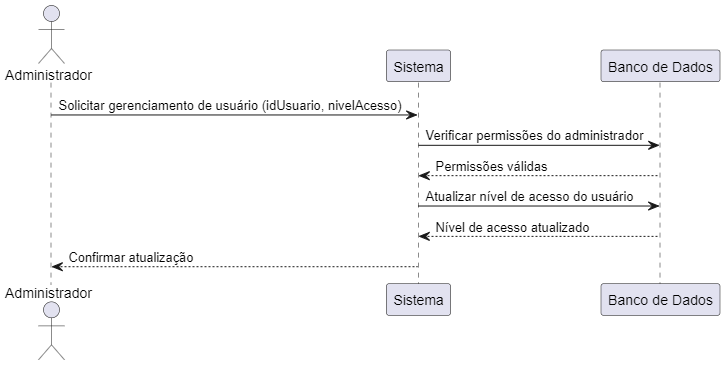 Administrador
Sistema
Banco de Dados
Solicitar gerenciamento de usuário (idUsuario, nivelAcesso)
Verificar permissões do administrador
Permissões válidas
Atualizar nível de acesso do usuário
Nível de acesso atualizado
Confirmar atualização
Administrador
Sistema
Banco de Dados